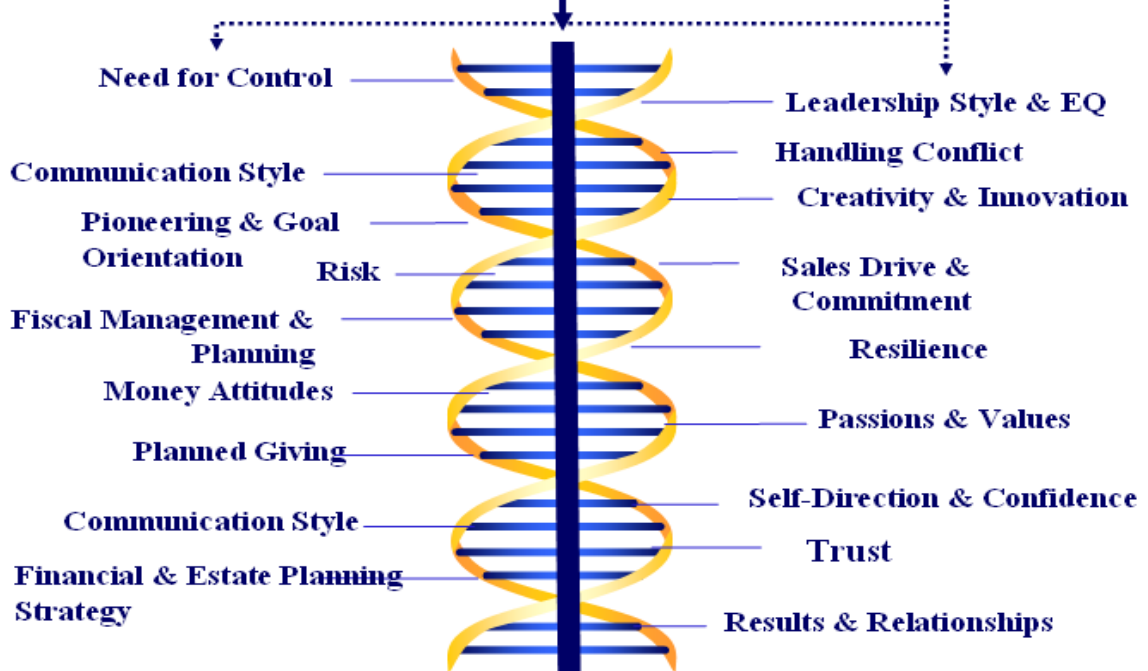 Need for Control
Communication Style
Pioneering & Goal
Orientation
Risk
Fiscal Management &
Planning
Money Attitudes
Planned Giving
Communication Style
Financial & Estate Planning
Strategy
Leadership Style & EQ
Handling Conflict
Creativity & Innovation
Sales Drive &
Commitment
Resilience
Passions & Values
Self-Direction & Confidence
Trust
Results & Relationships